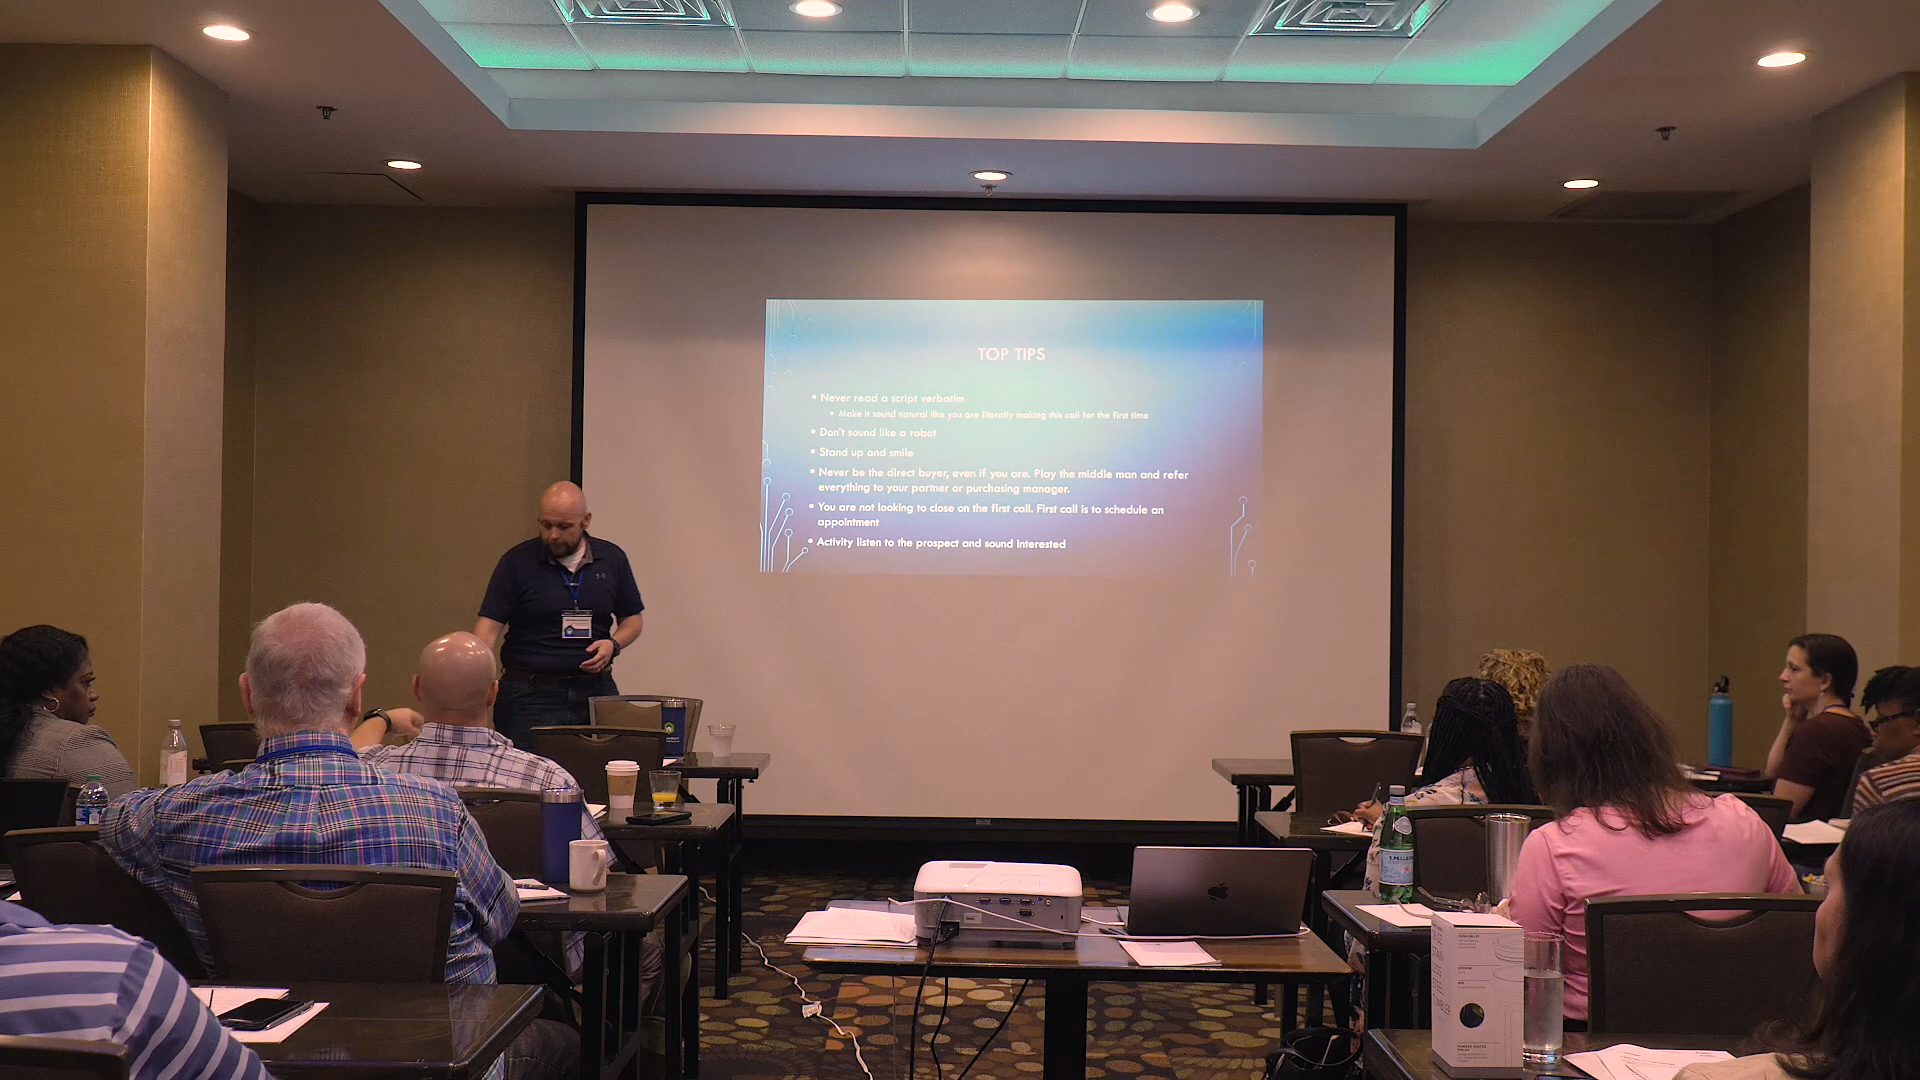 TOP TIPS
• Never read a script verbatim
• Make it sound natural like you are literally making this call for the first time
• Don't sound like a robot
• Stand up and smile
• Never be the direct buyer, even if you are. Play the middle man and refer
everything to your partner or purchasing manager.
• You are not looking to close on the first call. First call is to schedule an
appointment
• Activity listen to the prospect and sound interested
S.PELLE